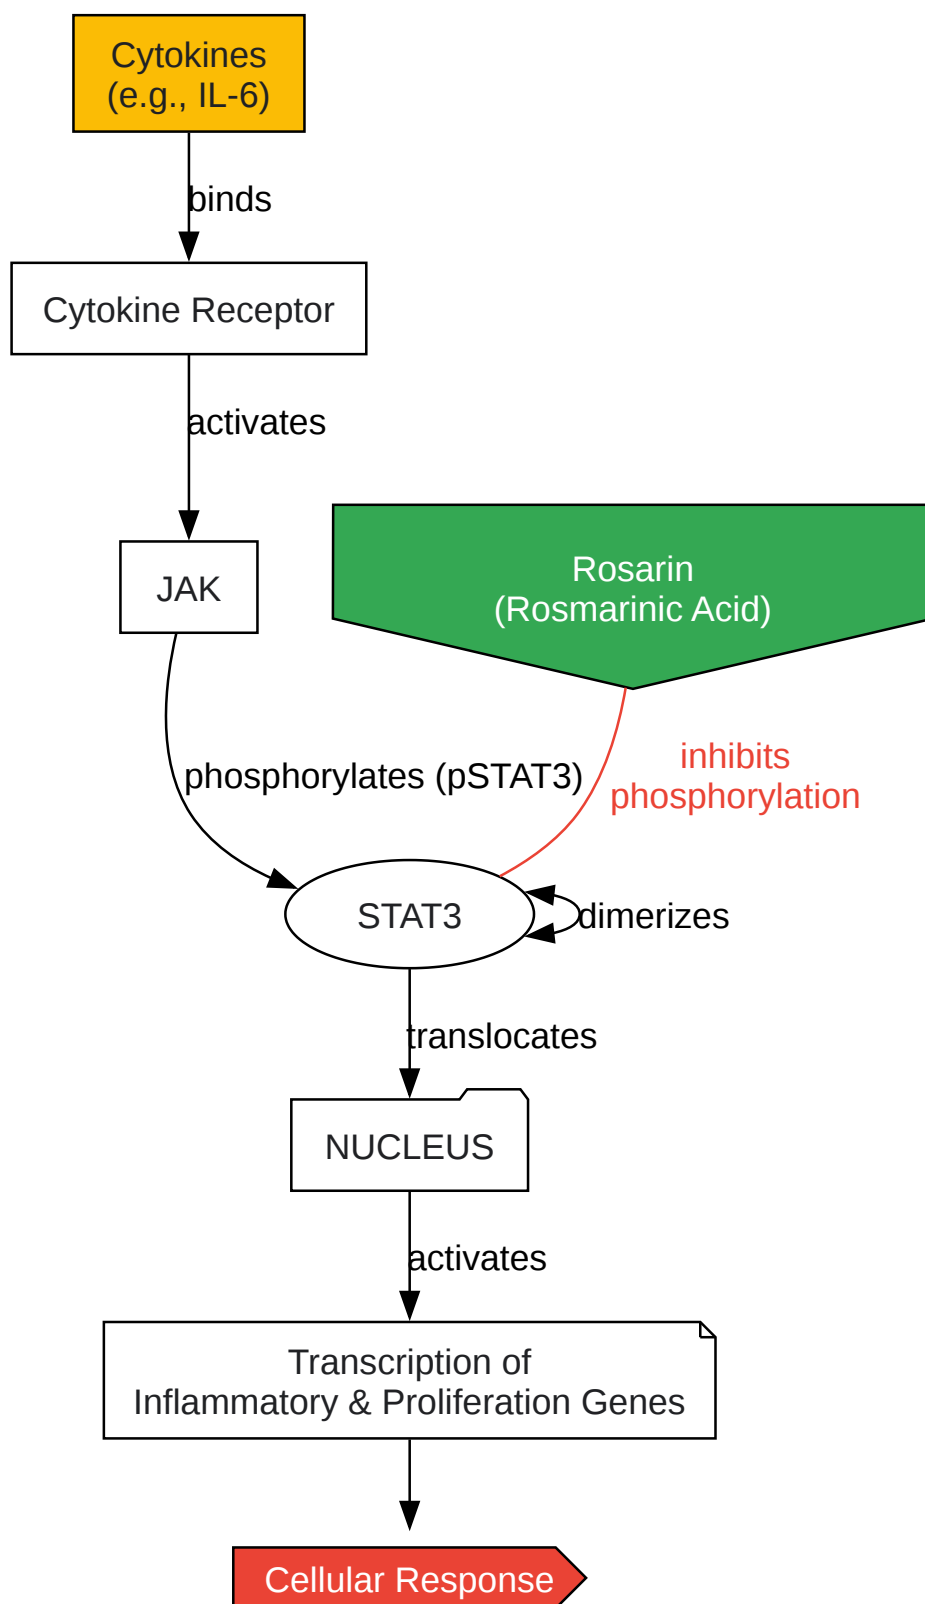 Cytokines
(e.g., IL-6)
binds
Cytokine Receptor
activates
JAK
Rosarin
(Rosmarinic Acid)
inhibits
phosphorylation
phosphorylates (pSTAT3)
STAT3
dimerizes
translocates
NUCLEUS
activates
Transcription of
Inflammatory & Proliferation Genes
Cellular Response